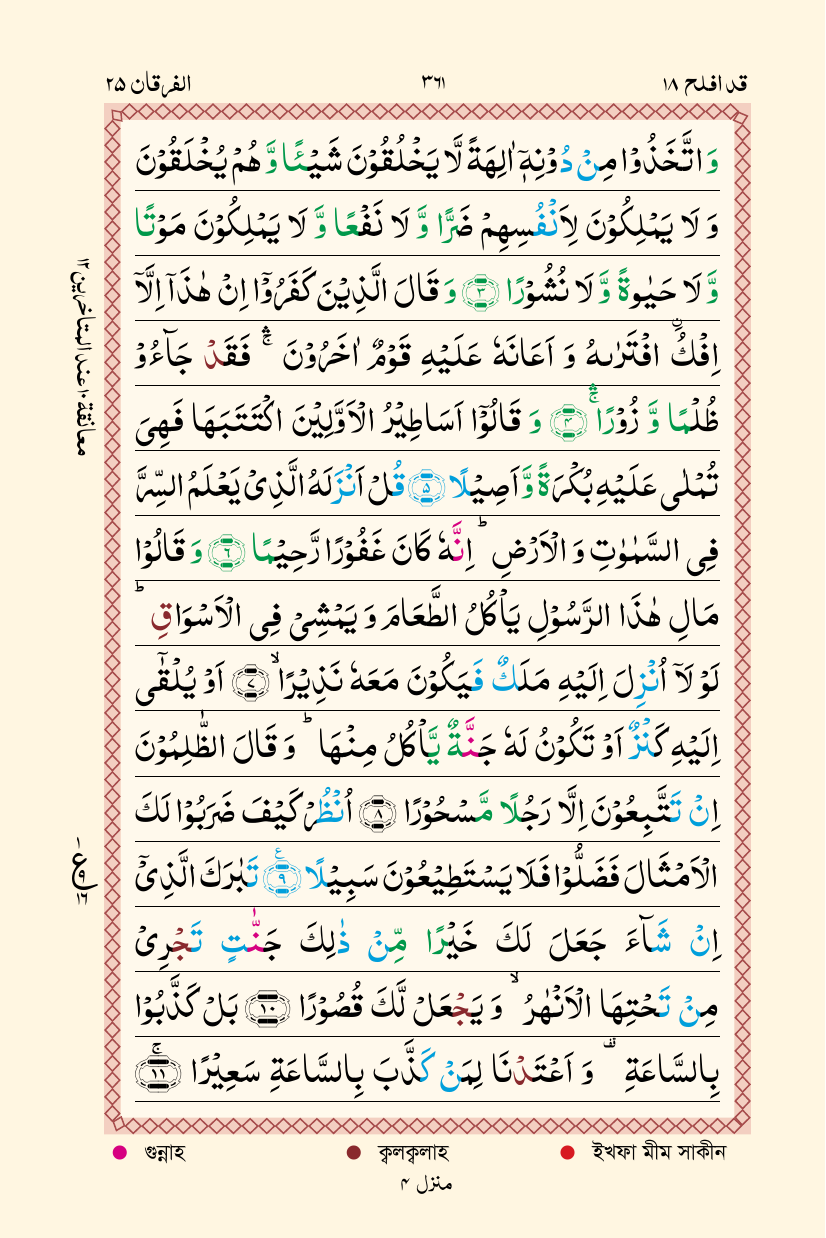 الفرقان ٢٥
٣٦١
قد افلح ١٨
وَاتَّخَذُوْا مِنْ دُوْنِهٖٓ اٰلِهَةً لَّا يَخْلُقُوْنَ شَيْـًٔا وَّ هُمْ يُخْلَقُوْنَ
وَ لَا يَمْلِكُوْنَ لِاَنْفُسِهِمْ ضَرًّا وَّ لَا نَفْعًا وَّ لَا يَمْلِكُوْنَ مَوْتًا
وَّ لَا حَيٰوةً وَّ لَا نُشُوْرًا ﴿٣﴾ وَ قَالَ الَّذِيْنَ كَفَرُوْٓا اِنْ هٰذَآ اِلَّآ
اِفْكُ ۨ افْتَرٰىهُ وَ اَعَانَهٗ عَلَيْهِ قَوْمٌ اٰخَرُوْنَ ۛۚ فَقَدْ جَآءُوْ
ظُلْمًا وَّ زُوْرًا ۛۚ ﴿٤﴾ وَ قَالُوْٓا اَسَاطِيْرُ الْاَوَّلِيْنَ اكْتَتَبَهَا فَهِىَ
تُمْلٰى عَلَيْهِ بُكْرَةً وَّ اَصِيْلًا ﴿٥﴾ قُلْ اَنْزَلَهُ الَّذِىْ يَعْلَمُ السِّرَّ
فِى السَّمٰوٰتِ وَ الْاَرْضِ ؕ اِنَّهٗ كَانَ غَفُوْرًا رَّحِيْمًا ﴿٦﴾ وَ قَالُوْا
مَالِ هٰذَا الرَّسُوْلِ يَاْكُلُ الطَّعَامَ وَ يَمْشِىْ فِى الْاَسْوَاقِ ؕ
لَوْ لَآ اُنْزِلَ اِلَيْهِ مَلَكٌ فَيَكُوْنَ مَعَهٗ نَذِيْرًا ۙ ﴿٧﴾ اَوْ يُلْقٰٓى
اِلَيْهِ كَنْزٌ اَوْ تَكُوْنُ لَهٗ جَنَّةٌ يَّاْكُلُ مِنْهَا ؕ وَ قَالَ الظّٰلِمُوْنَ
اِنْ تَتَّبِعُوْنَ اِلَّا رَجُلًا مَّسْحُوْرًا ﴿٨﴾ اُنْظُرْ كَيْفَ ضَرَبُوْا لَكَ
الْاَمْثَالَ فَضَلُّوْا فَلَا يَسْتَطِيْعُوْنَ سَبِيْلًا ﴿٩﴾ تَبٰرَكَ الَّذِىْٓ
اِنْ شَآءَ جَعَلَ لَكَ خَيْرًا مِّنْ ذٰلِكَ جَنّٰتٍ تَجْرِىْ
مِنْ تَحْتِهَا الْاَنْهٰرُ ۙ وَ يَجْعَلْ لَّكَ قُصُوْرًا ﴿١٠﴾ بَلْ كَذَّبُوْا
بِالسَّاعَةِ ۟ وَ اَعْتَدْنَا لِمَنْ كَذَّبَ بِالسَّاعَةِ سَعِيْرًا ۚ ﴿١١﴾
معانقة ١٠ عند المتاخرين ١٢
ع
٩
١٦
গুন্নাহ
ক্বলক্বলাহ
ইখফা মীম সাকীন
منزل ٤